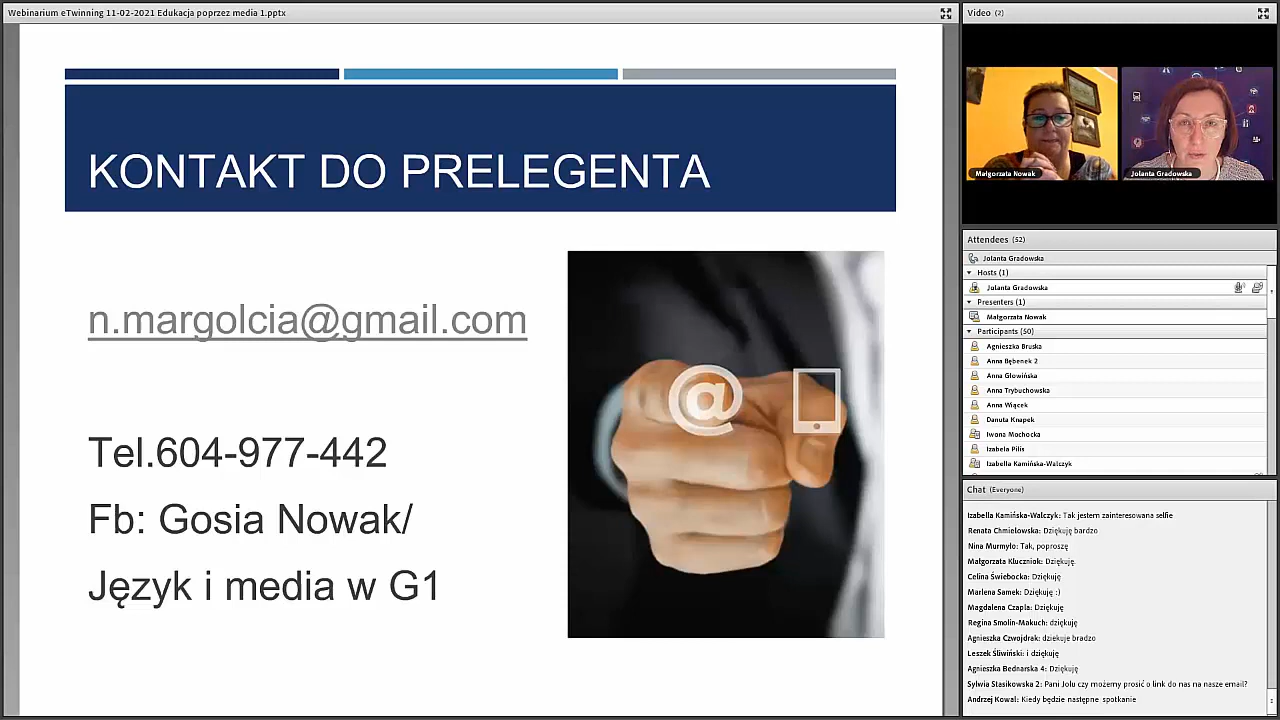 Webinarium eTwinning 11-02-2021 Edukacja poprzez media 1.pptx
KONTAKT DO PRELEGENTA
n.margolcia@gmail.com
Tel.604-977-442
Fb: Gosia Nowak/
Język i media w G1
@
Video (2)
Małgorzata Nowak
Jolanta Gradowska
Attendees (52)
Jolanta Gradowska
Hosts (1)
Jolanta Gradowska
Presenters (1)
Małgorzata Nowak
Participants (50)
Agnieszka Bruska
Anna Bębenek 2
Anna Głowińska
Anna Trybuchowska
Anna Wiącek
Danuta Knapek
Iwona Mochocka
Izabela Pilis
Izabella Kamińska-Walczyk
Chat (Everyone)
Izabella Kamińska-Walczyk: Tak jestem zainteresowana selfie
Renata Chmielowska: Dziękuję bardzo
Nina Murmyło: Tak, poproszę
Małgorzata Kluczniok: Dziękuję.
Celina Świebocka: Dziękuję
Marlena Samek: Dziękuję :)
Magdalena Czapla: Dziękuję
Regina Smolin-Makuch: dziękuję
Agnieszka Czwojdrak: dziekuje bradzo
Leszek Śliwiński: i dziękuję
Agnieszka Bednarska 4: Dziękuję
Sylwia Stasikowska 2: Pani Jolu czy możemy prosić o link do nas na nasze email?
Andrzej Kowal: Kiedy będzie następne spotkanie